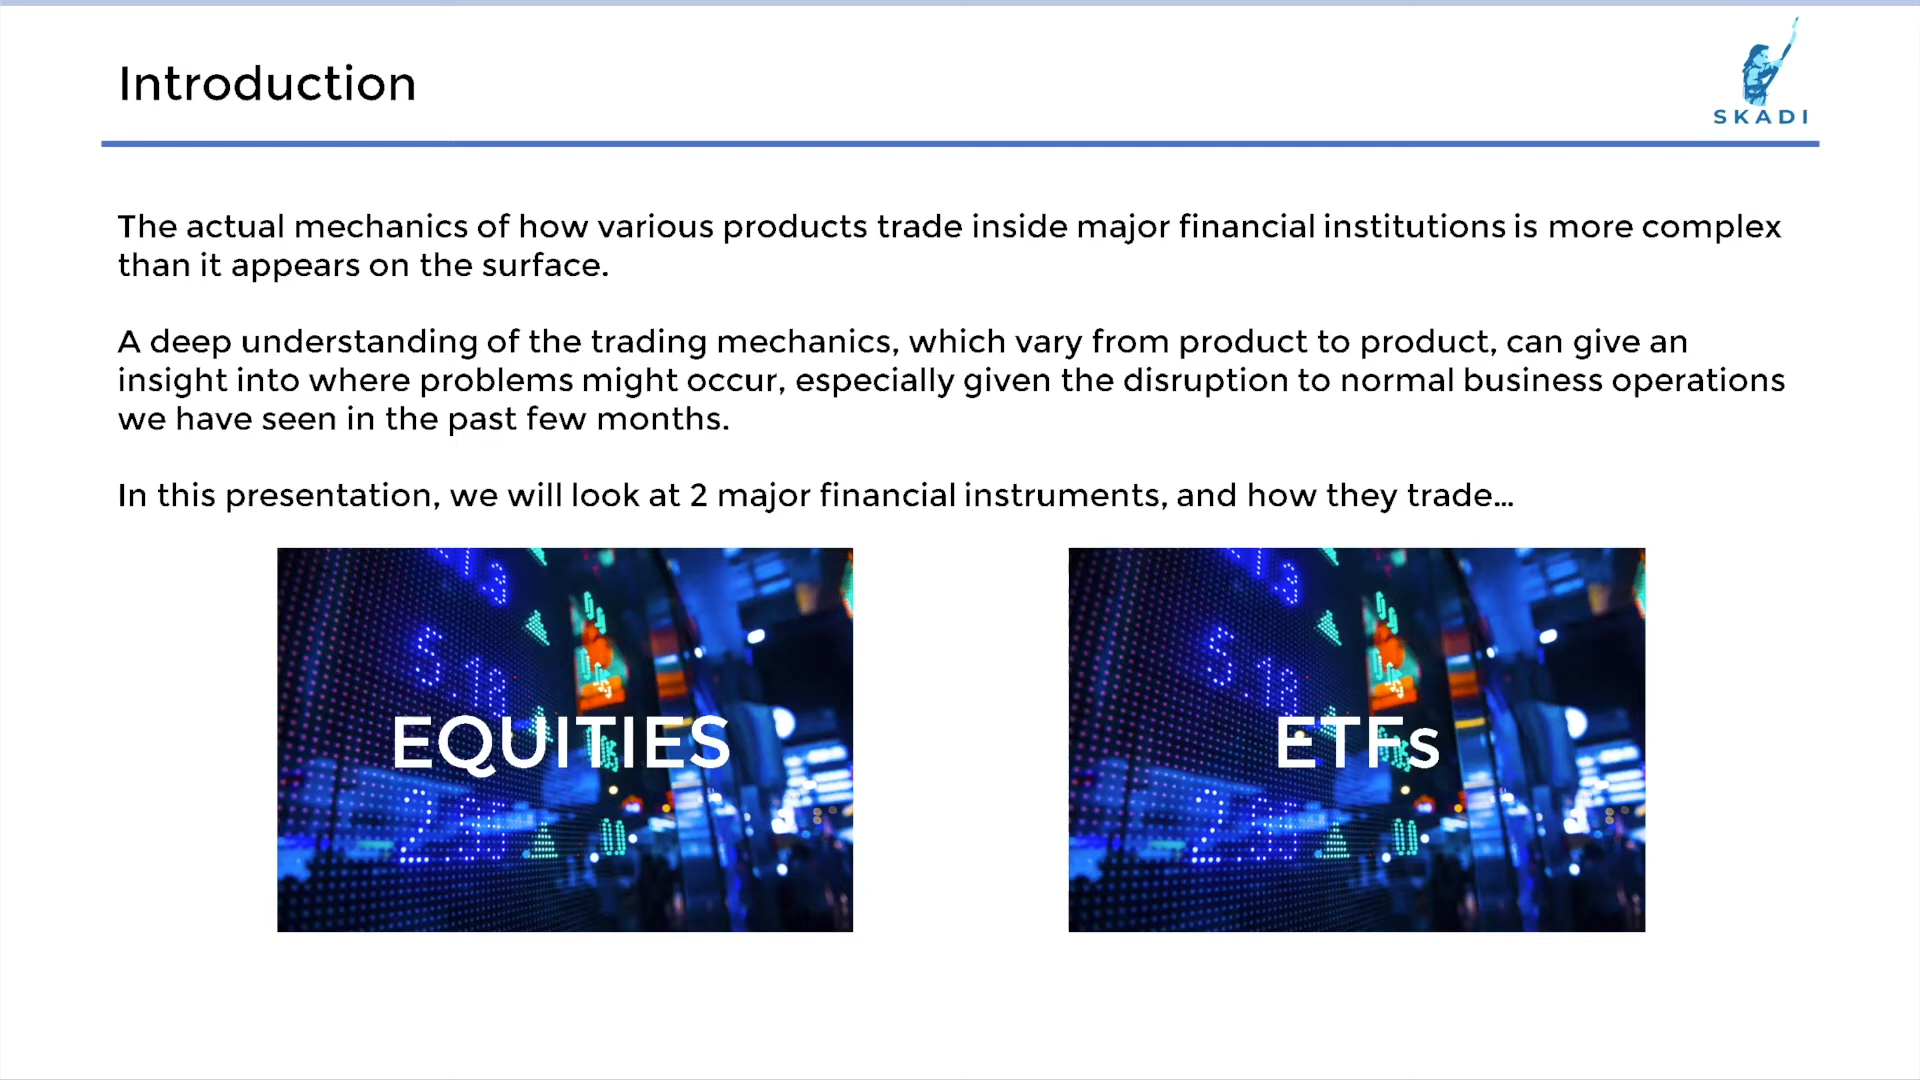 Introduction
SKADI
The actual mechanics of how various products trade inside major financial institutions is more complex
than it appears on the surface.
A deep understanding of the trading mechanics, which vary from product to product, can give an
insight into where problems might occur, especially given the disruption to normal business operations
we have seen in the past few months.
In this presentation, we will look at 2 major financial instruments, and how they trade...
EQUITIES
ETFs